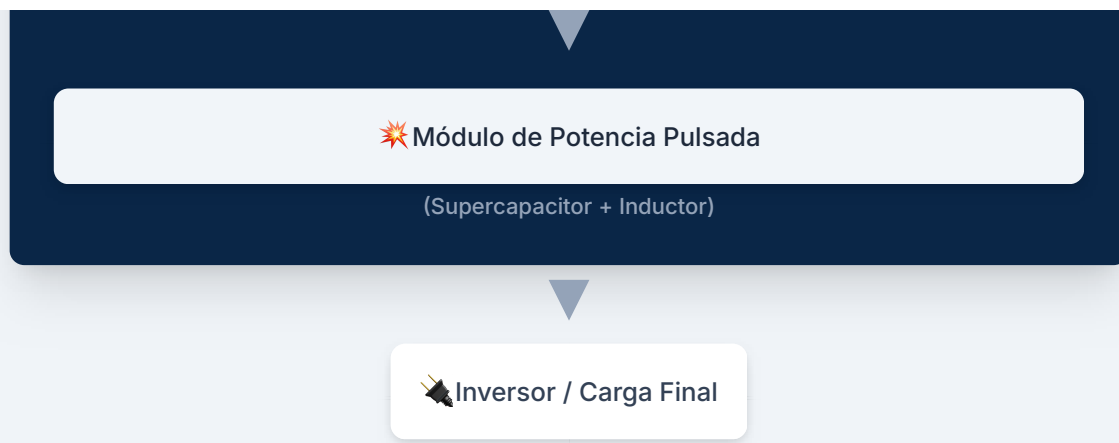 💥Módulo de Potencia Pulsada
(Supercapacitor + Inductor)
🔌Inversor / Carga Final